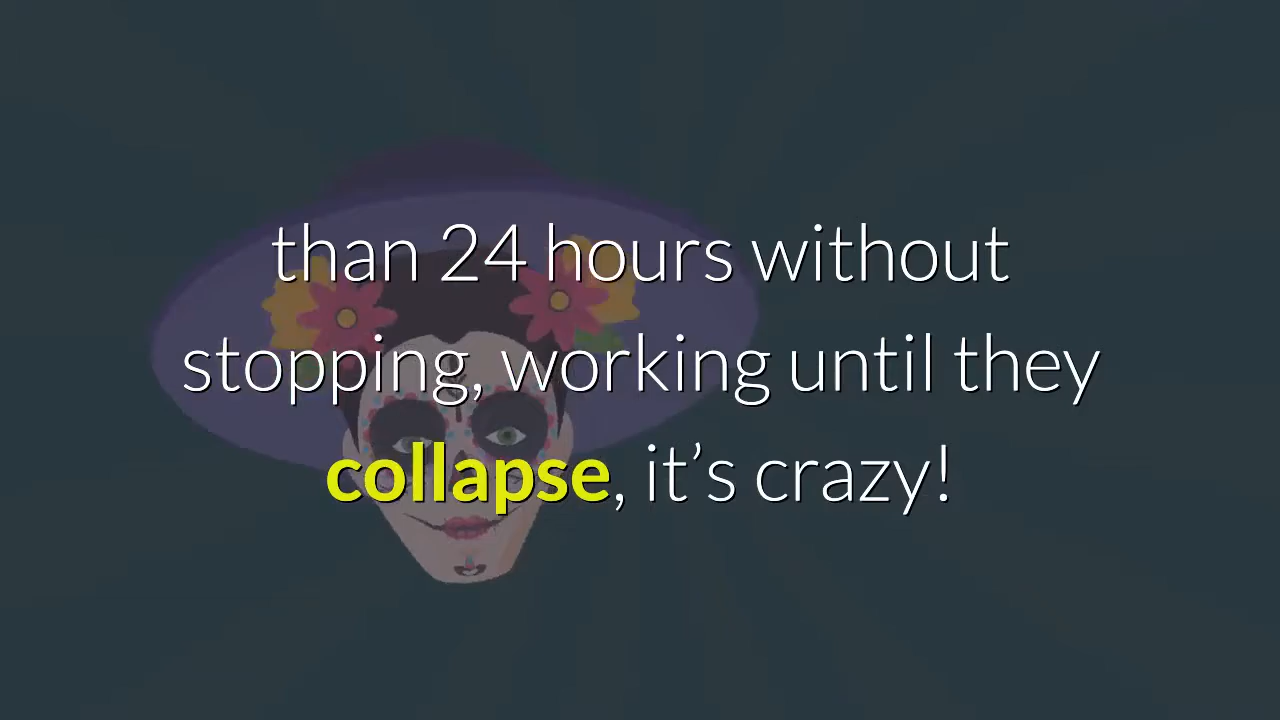 than 24 hours without
stopping, working until they
collapse, it’s crazy!